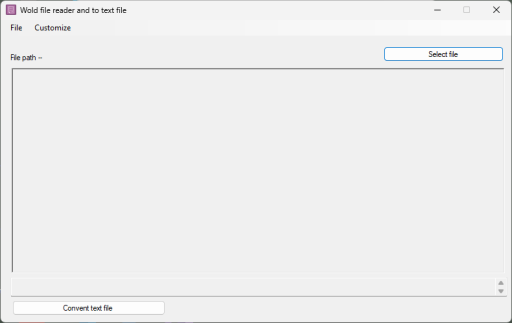 Wold file reader and to text file
File Customize
File path –
Select file
Convent text file